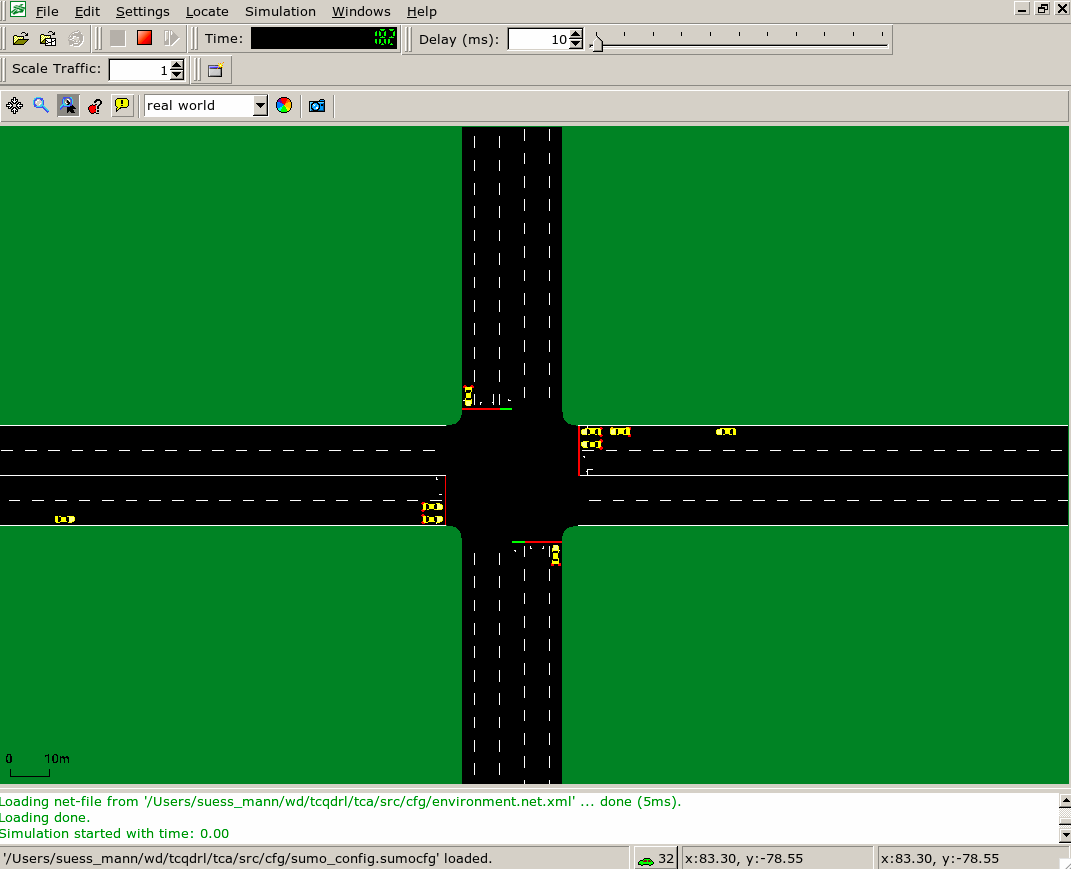 File Edit Settings Locate Simulation Windows Help
Time: Delay (ms): 10
Scale Traffic: 1
real world
0 10m
Loading net-file from '/Users/suess_mann/wd/tcqdrl/tca/src/cfg/environment.net.xml' ... done (5ms).
Loading done.
Simulation started with time: 0.00
'/Users/suess_mann/wd/tcqdrl/tca/src/cfg/sumo_config.sumocfg' loaded. 32 x:83.30, y:-78.55 x:83.30, y:-78.55